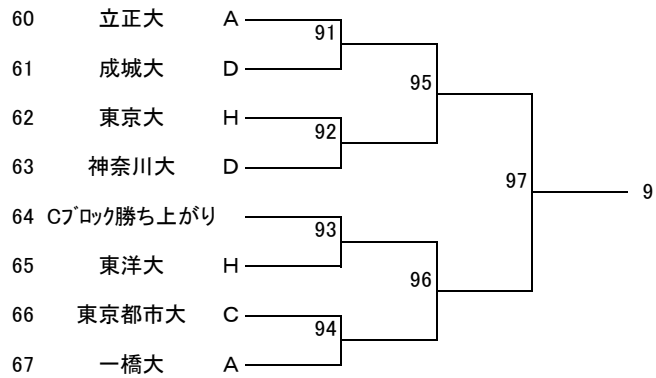 60 立正大 A
91
61 成城大 D
95
62 東京大 H
92
63 神奈川大 D
97
9
64 Cブロック勝ち上がり
93
65 東洋大 H
96
66 東京都市大 C
94
67 一橋大 A